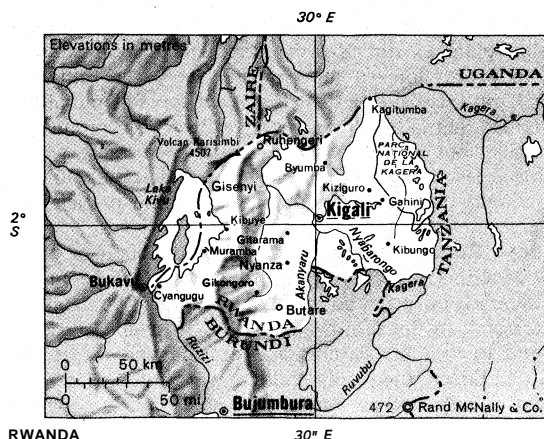 30° E
Elevations in metres
ZAIRE
UGANDA
Kagera
Kagitumba
Volcan Karisimbi
4507
Ruhengeri
PARC
NATIONAL
DE LA
KAGERA
Byumba
Lake
Kivu
Gisenyi
Kiziguro
Gahini
Kigali
TANZANIA
2°
S
Kibuye
Gitarama
Muramba
Nyanza
Nyabarongo
Kibungo
Akanyaru
Bukavu
Cyangugu
Gikongoro
Kagera
RWANDA
BURUNDI
Butare
Ruzizi
Ruvubu
0 50 km
0 50 mi
Bujumbura
472 © Rand McNally & Co.
RWANDA
30° E